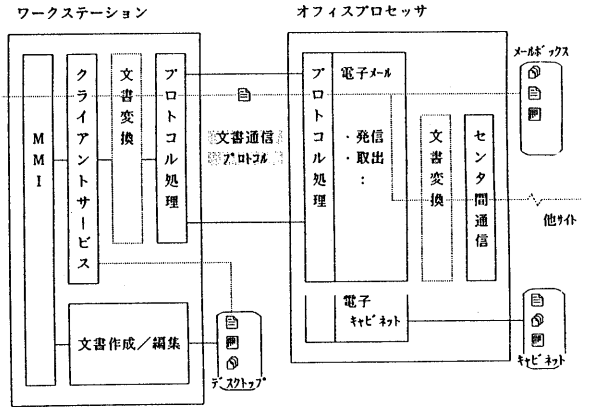 ワークステーション
MMI
クライアントサービス
文書変換
プロトコル処理
文書作成/編集
デスクトップ
文書通信
プロトコル
オフィスプロセッサ
プロトコル処理
電子メール
・発信
・取出
:
文書変換
センタ間通信
電子
キャビネット
メールボックス
他サイト
キャビネット